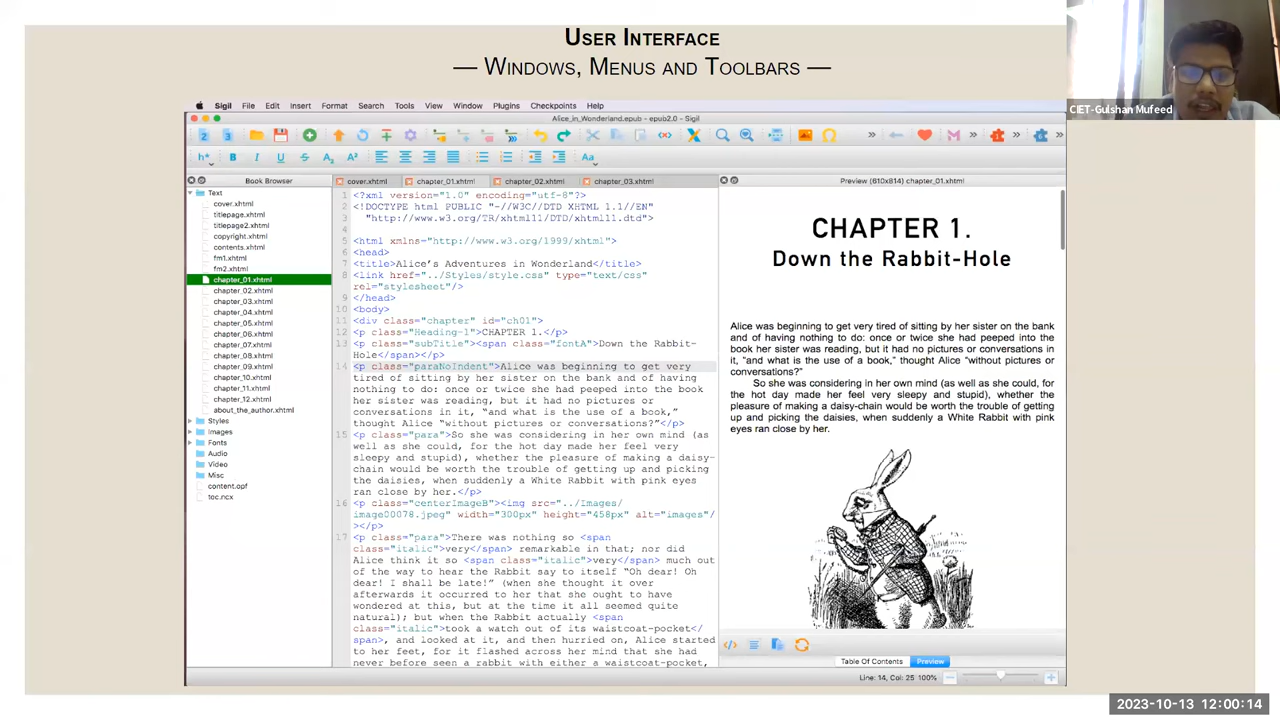 USER INTERFACE
— WINDOWS, MENUS AND TOOLBARS —
CIET-Gulshan Mufeed
Sigil File Edit Insert Format Search Tools View Window Plugins Checkpoints Help
Alice_in_Wonderland.epub - epub2.0 - Sigil
Book Browser
cover.xhtml chapter_01.xhtml chapter_02.xhtml chapter_03.xhtml
Preview (610x814) chapter_01.xhtml
Text
cover.xhtml
titlepage.xhtml
titlepage2.xhtml
copyright.xhtml
contents.xhtml
fm1.xhtml
fm2.xhtml
chapter_01.xhtml
chapter_02.xhtml
chapter_03.xhtml
chapter_04.xhtml
chapter_05.xhtml
chapter_06.xhtml
chapter_07.xhtml
chapter_08.xhtml
chapter_09.xhtml
chapter_10.xhtml
chapter_11.xhtml
chapter_12.xhtml
about_the_author.xhtml
Styles
Images
Fonts
Audio
Video
Misc
content.opf
toc.ncx
1 <?xml version="1.0" encoding="utf-8"?>
2 <!DOCTYPE html PUBLIC "-//W3C//DTD XHTML 1.1//EN"
3 "http://www.w3.org/TR/xhtml11/DTD/xhtml11.dtd">
4
5 <html xmlns="http://www.w3.org/1999/xhtml">
6 <head>
7 <title>Alice's Adventures in Wonderland</title>
8 <link href="../Styles/style.css" type="text/css"
rel="stylesheet"/>
9 </head>
10 <body>
11 <div class="chapter" id="ch01">
12 <p class="Heading-1">CHAPTER 1.</p>
13 <p class="subTitle"><span class="fontA">Down the Rabbit-
Hole</span></p>
14 <p class="paraNoIndent">Alice was beginning to get very
tired of sitting by her sister on the bank and of having
nothing to do: once or twice she had peeped into the book
her sister was reading, but it had no pictures or
conversations in it, “and what is the use of a book,”
thought Alice “without pictures or conversations?”</p>
15 <p class="para">So she was considering in her own mind (as
well as she could, for the hot day made her feel very
sleepy and stupid), whether the pleasure of making a daisy-
chain would be worth the trouble of getting up and picking
the daisies, when suddenly a White Rabbit with pink eyes
ran close by her.</p>
16 <p class="centerImageB"><img src="../Images/
image00078.jpeg" width="300px" height="458px" alt="images"/
></p>
17 <p class="para">There was nothing so <span
class="italic">very</span> remarkable in that; nor did
Alice think it so <span class="italic">very</span> much out
of the way to hear the Rabbit say to itself “Oh dear! Oh
dear! I shall be late!” (when she thought it over
afterwards it occurred to her that she ought to have
wondered at this, but at the time it all seemed quite
natural); but when the Rabbit actually <span
class="italic">took a watch out of its waistcoat-pocket</
span>, and looked at it, and then hurried on, Alice started
to her feet, for it flashed across her mind that she had
never before seen a rabbit with either a waistcoat-pocket,
CHAPTER 1.
Down the Rabbit-Hole
Alice was beginning to get very tired of sitting by her sister on the bank
and of having nothing to do: once or twice she had peeped into the
book her sister was reading, but it had no pictures or conversations in
it, “and what is the use of a book,” thought Alice “without pictures or
conversations?”
So she was considering in her own mind (as well as she could, for
the hot day made her feel very sleepy and stupid), whether the
pleasure of making a daisy-chain would be worth the trouble of getting
up and picking the daisies, when suddenly a White Rabbit with pink
eyes ran close by her.
Table Of Contents Preview
Line: 14, Col: 25 100%
2023-10-13 12:00:14